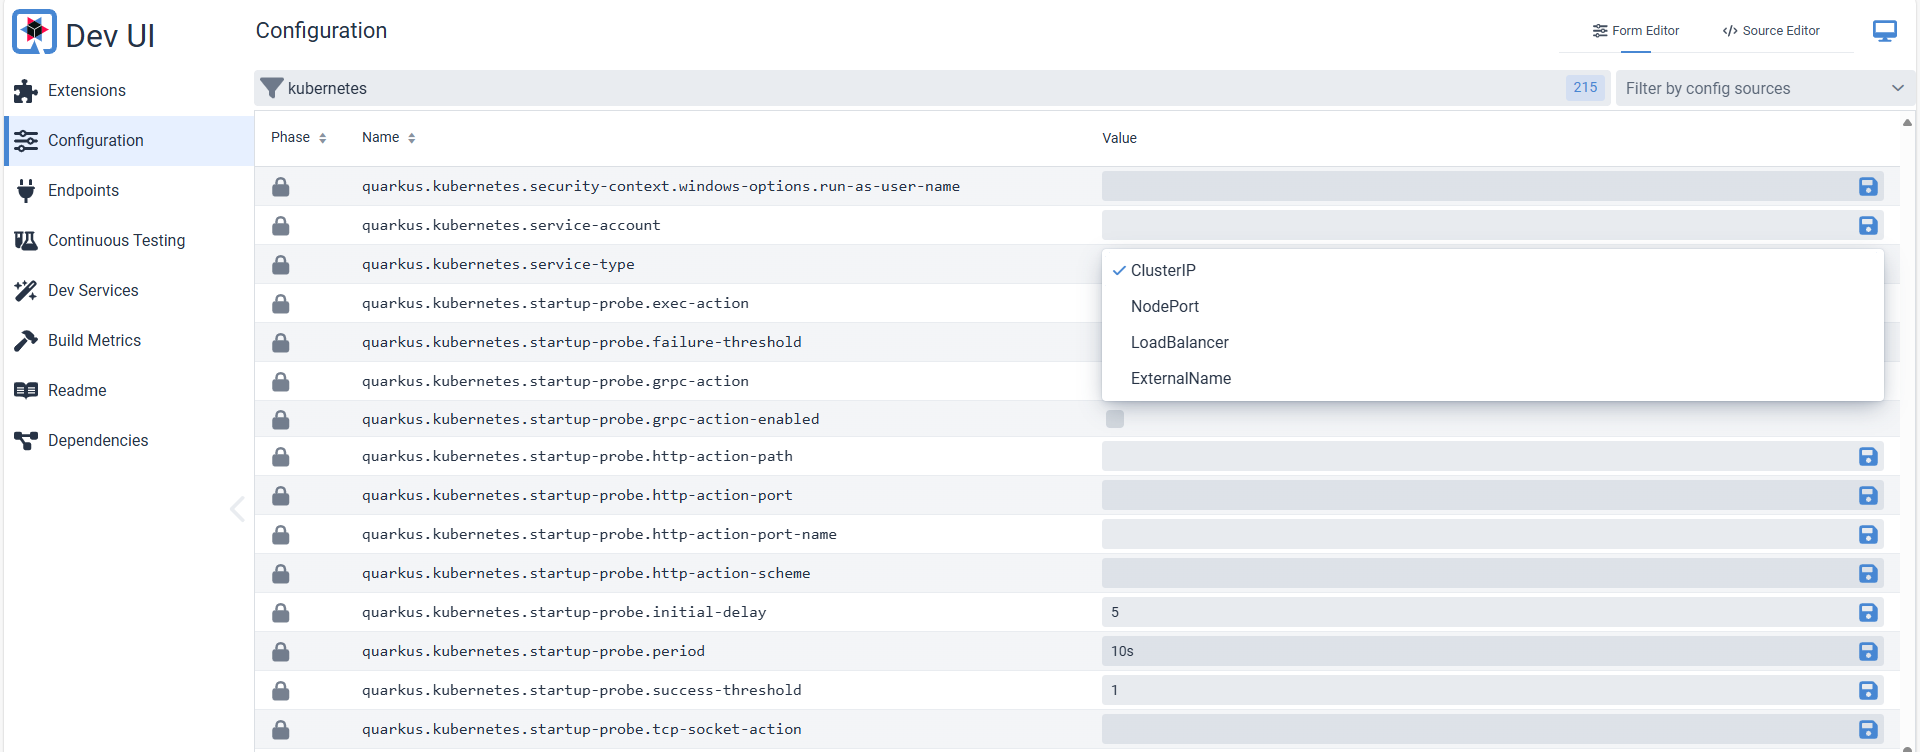 Dev UI
Configuration
Form Editor
Source Editor
Extensions
Configuration
Endpoints
Continuous Testing
Dev Services
Build Metrics
Readme
Dependencies
kubernetes 215 Filter by config sources
Phase Name Value
quarkus.kubernetes.security-context.windows-options.run-as-user-name
quarkus.kubernetes.service-account
quarkus.kubernetes.service-type
quarkus.kubernetes.startup-probe.exec-action
quarkus.kubernetes.startup-probe.failure-threshold
quarkus.kubernetes.startup-probe.grpc-action
ClusterIP
NodePort
LoadBalancer
ExternalName
quarkus.kubernetes.startup-probe.grpc-action-enabled
quarkus.kubernetes.startup-probe.http-action-path
quarkus.kubernetes.startup-probe.http-action-port
quarkus.kubernetes.startup-probe.http-action-port-name
quarkus.kubernetes.startup-probe.http-action-scheme
quarkus.kubernetes.startup-probe.initial-delay 5
quarkus.kubernetes.startup-probe.period 10s
quarkus.kubernetes.startup-probe.success-threshold 1
quarkus.kubernetes.startup-probe.tcp-socket-action